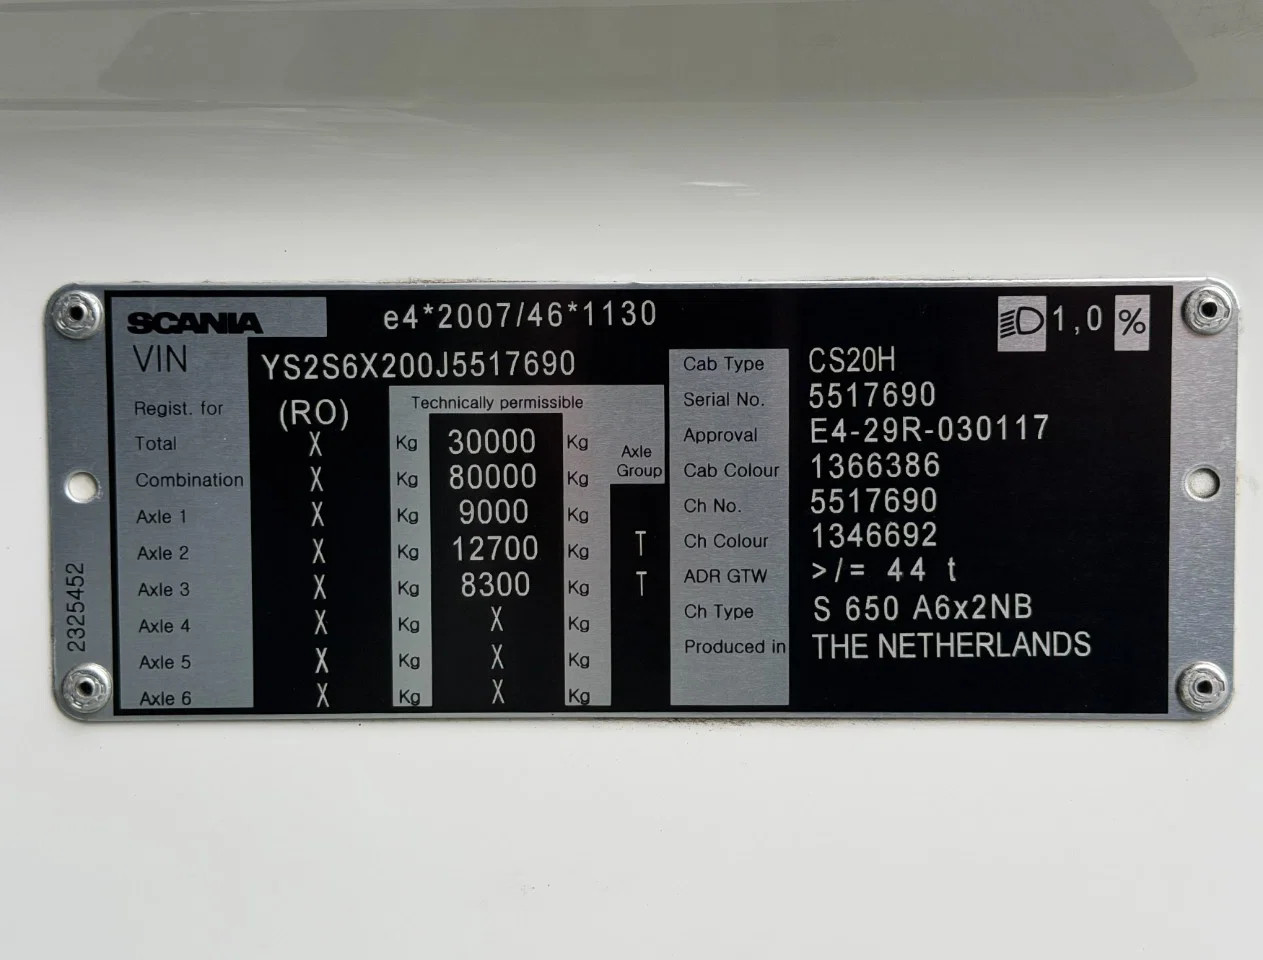 SCANIA e4*2007/46*1130 1,0 %
VIN YS2S6X200J5517690
Regist. for (RO) Technically permissible
Axle Group
Total X Kg 30000 Kg
Combination X Kg 80000 Kg
Axle 1 X Kg 9000 Kg
Axle 2 X Kg 12700 Kg T
Axle 3 X Kg 8300 Kg T
Axle 4 X Kg X Kg
Axle 5 X Kg X Kg
Axle 6 X Kg X Kg
Cab Type CS20H
Serial No. 5517690
Approval E4-29R-030117
Cab Colour 1366386
Ch No. 5517690
Ch Colour 1346692
ADR GTW >/= 44 t
Ch Type S 650 A6x2NB
Produced in THE NETHERLANDS
2325452